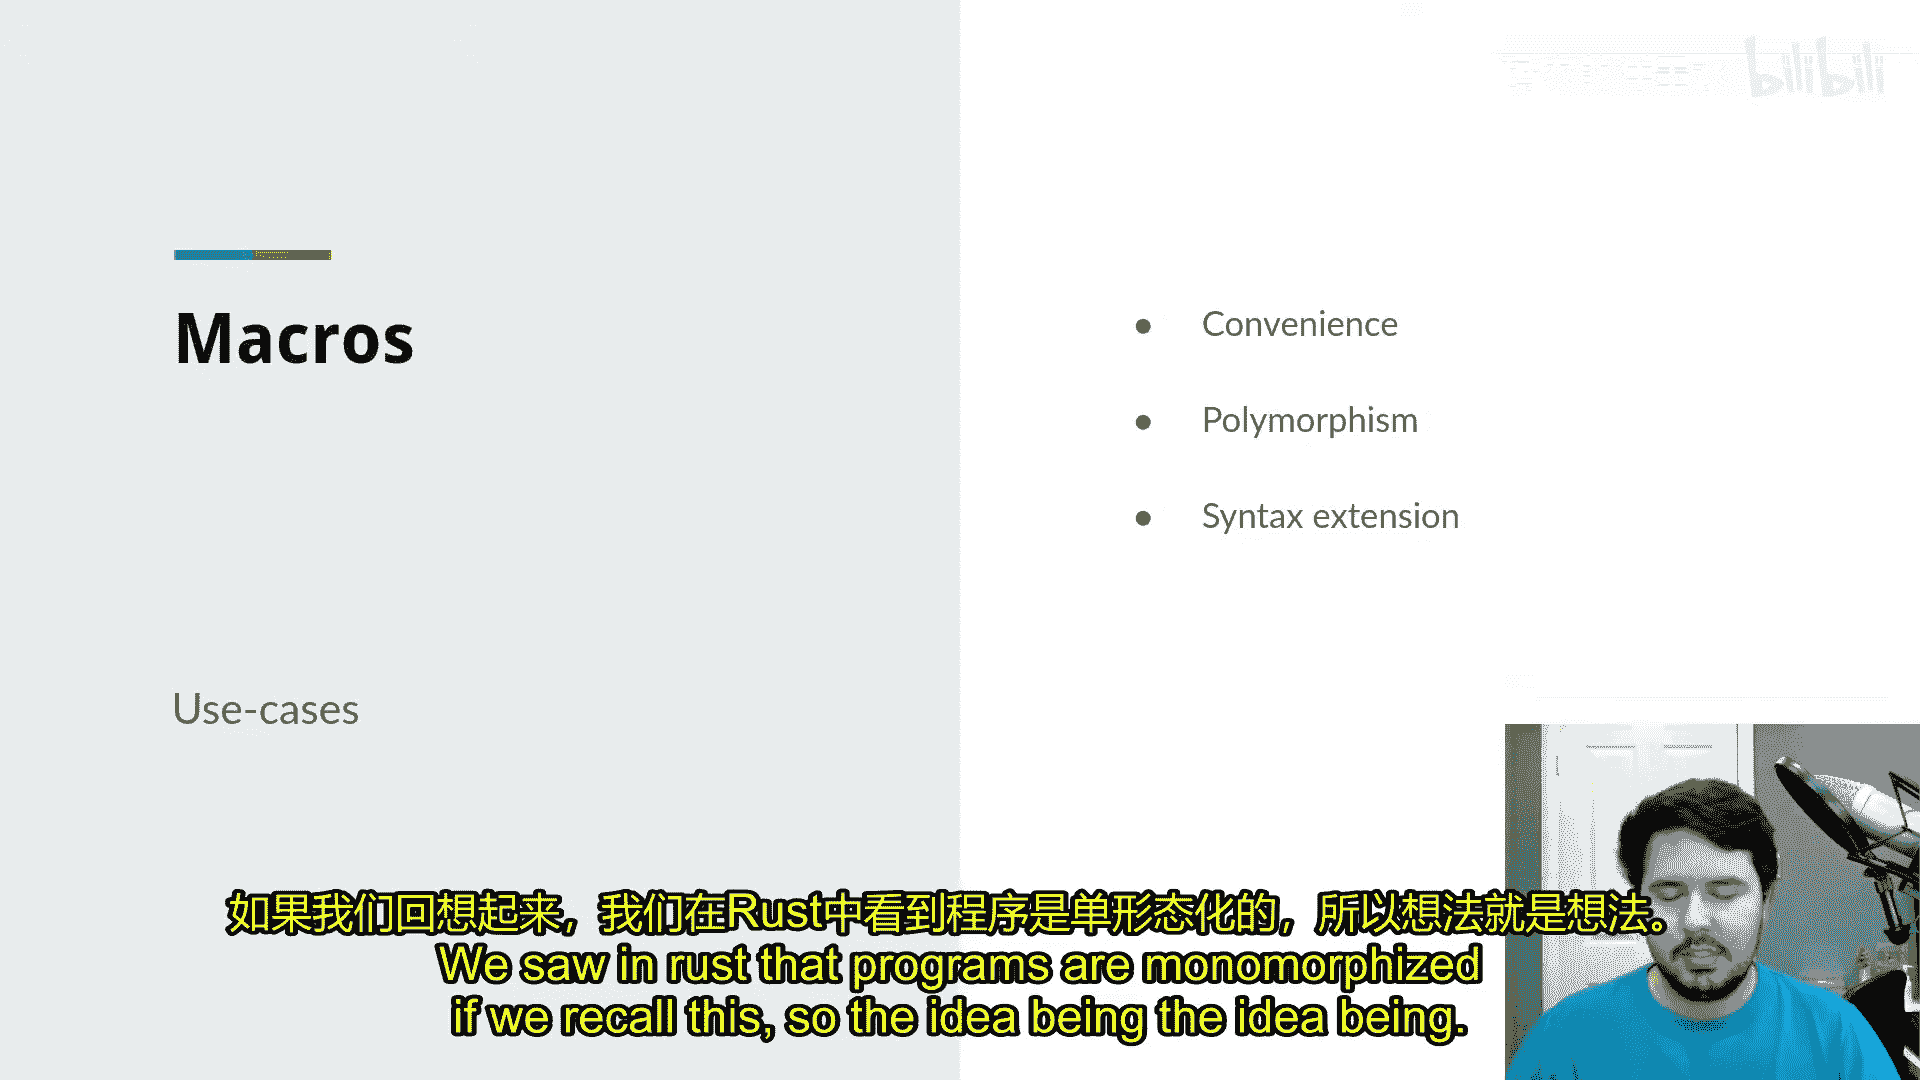 bilibili
Macros
Use-cases
● Convenience
● Polymorphism
● Syntax extension
如果我们回想起来，我们在Rust中看到程序是单形态化的，所以想法就是想法。
We saw in rust that programs are monomorphized
if we recall this, so the idea being the idea being.